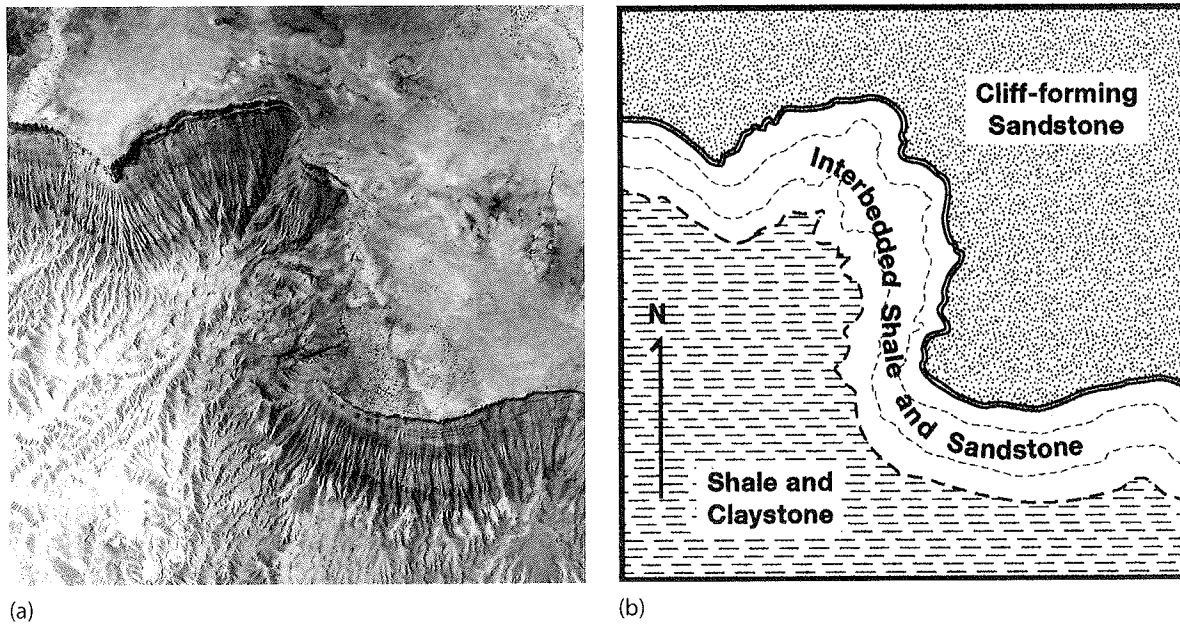 Cliff-forming
Sandstone
Interbedded Shale and Sandstone
N
Shale and
Claystone
(a)
(b)